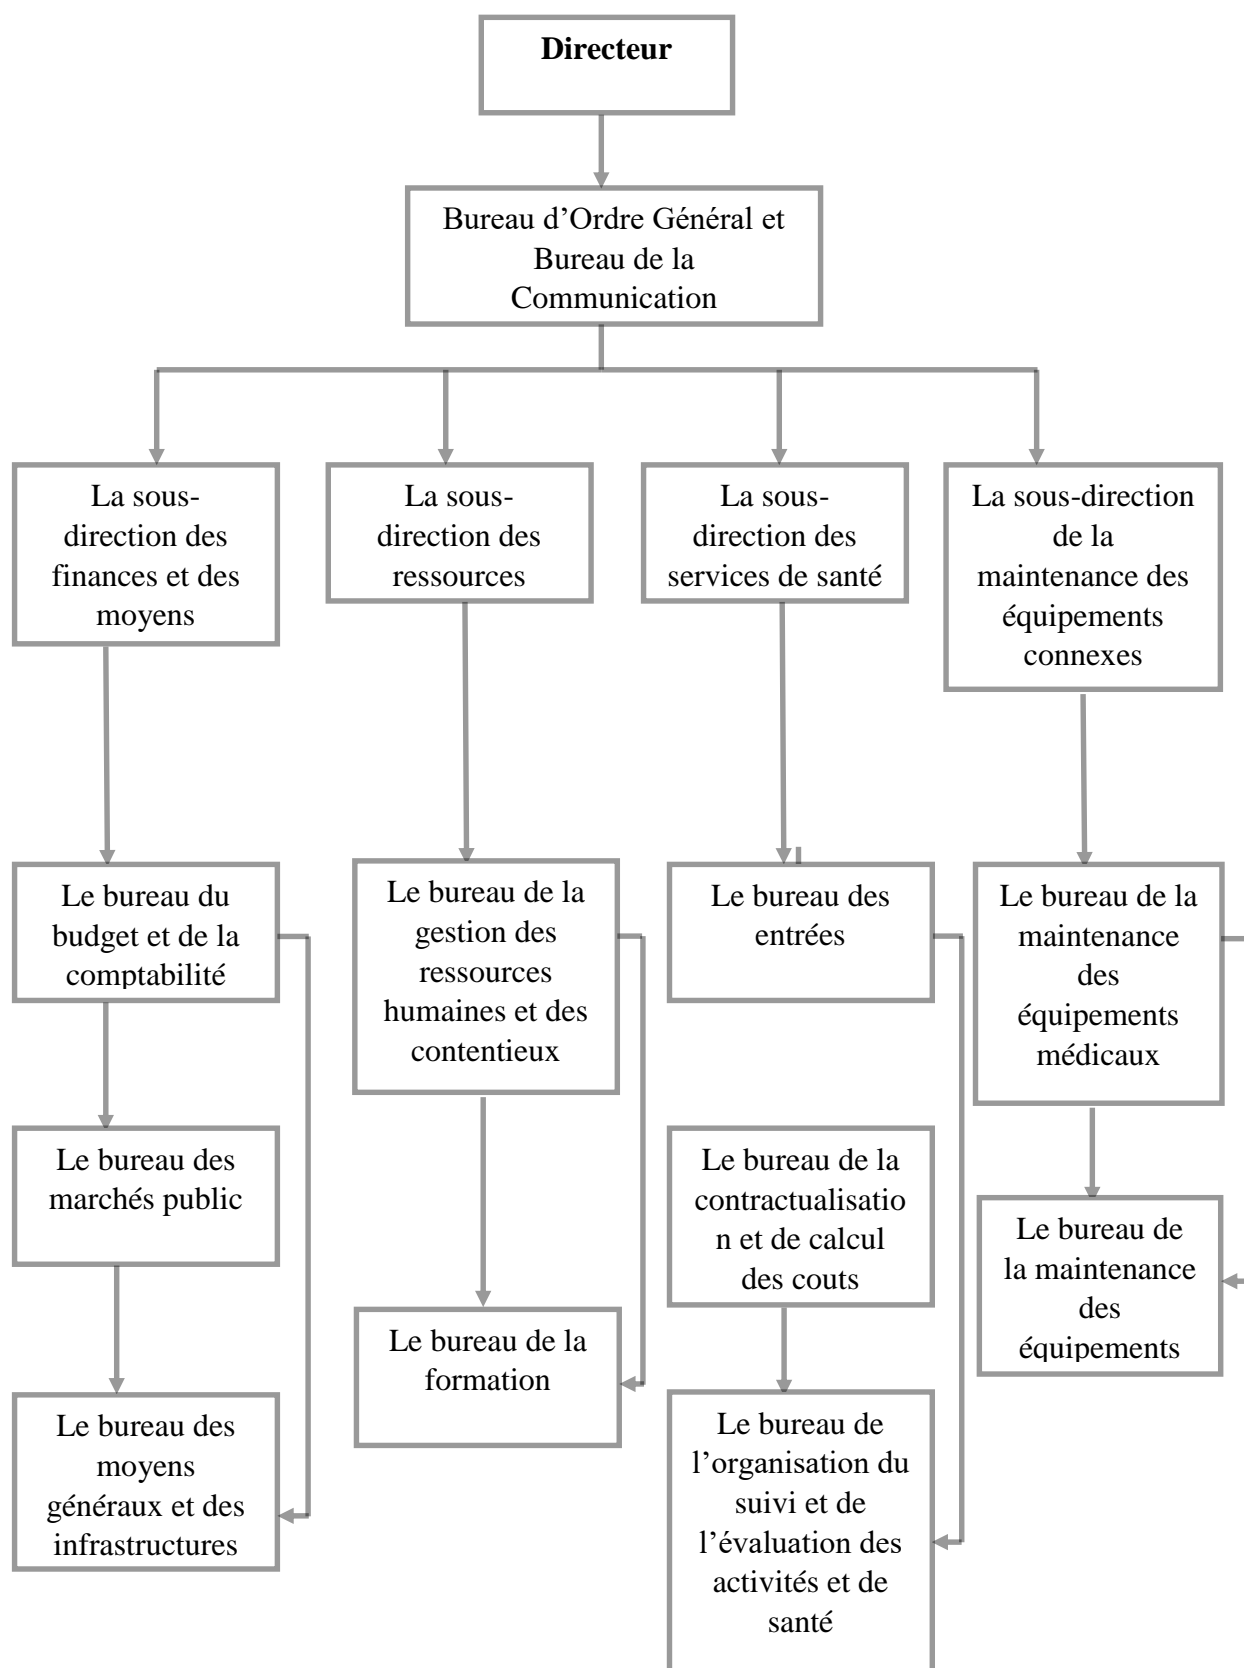 Directeur
Bureau d’Ordre Général et
Bureau de la
Communication
La sous-
direction des
finances et des
moyens
La sous-
direction des
ressources
La sous-
direction des
services de santé
La sous-direction
de la
maintenance des
équipements
connexes
Le bureau du
budget et de la
comptabilité
Le bureau de la
gestion des
ressources
humaines et des
contentieux
Le bureau des
entrées
Le bureau de la
maintenance
des
équipements
médicaux
Le bureau des
marchés public
Le bureau de la
contractualisatio
n et de calcul
des couts
Le bureau de
la maintenance
des
équipements
Le bureau de la
formation
Le bureau des
moyens
généraux et des
infrastructures
Le bureau de
l’organisation du
suivi et de
l’évaluation des
activités et de
santé